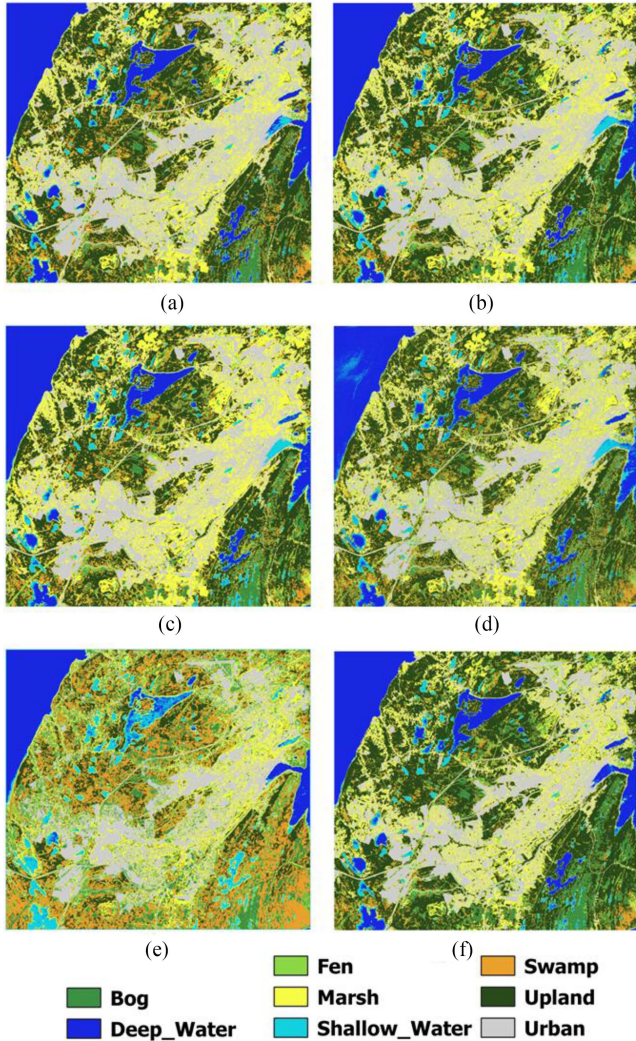 (a) (b)
(c) (d)
(e) (f)
Fen Swamp
Bog Marsh Upland
Deep_Water Shallow_Water Urban